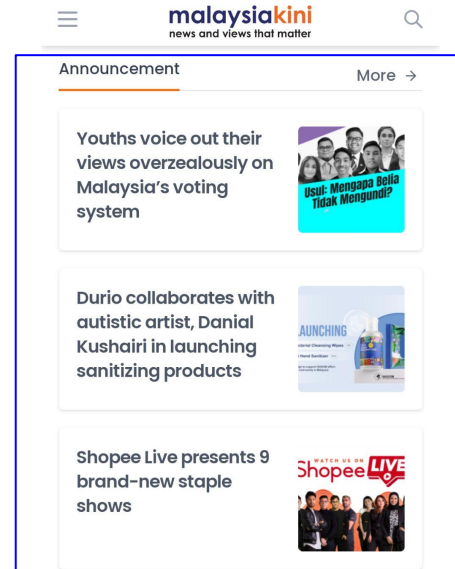 malaysiakini
news and views that matter
Announcement
More →
Youths voice out their
views overzealously on
Malaysia's voting
system
Usul: Mengapa Belia
Tidak Mengundi?
Durio collaborates with
autistic artist, Danial
Kushairi in launching
sanitizing products
LAUNCHING
Hand Sanitizer
Shopee Live presents 9
brand-new staple
shows
WATCH US ON
Shopee LIVE